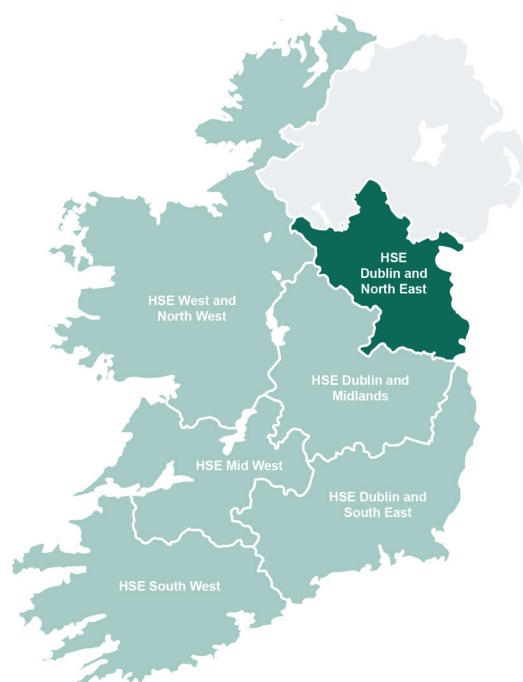 HSE
Dublin and
North East
HSE West and
North West
HSE Dublin and
Midlands
HSE Mid West
HSE Dublin and
South East
HSE South West